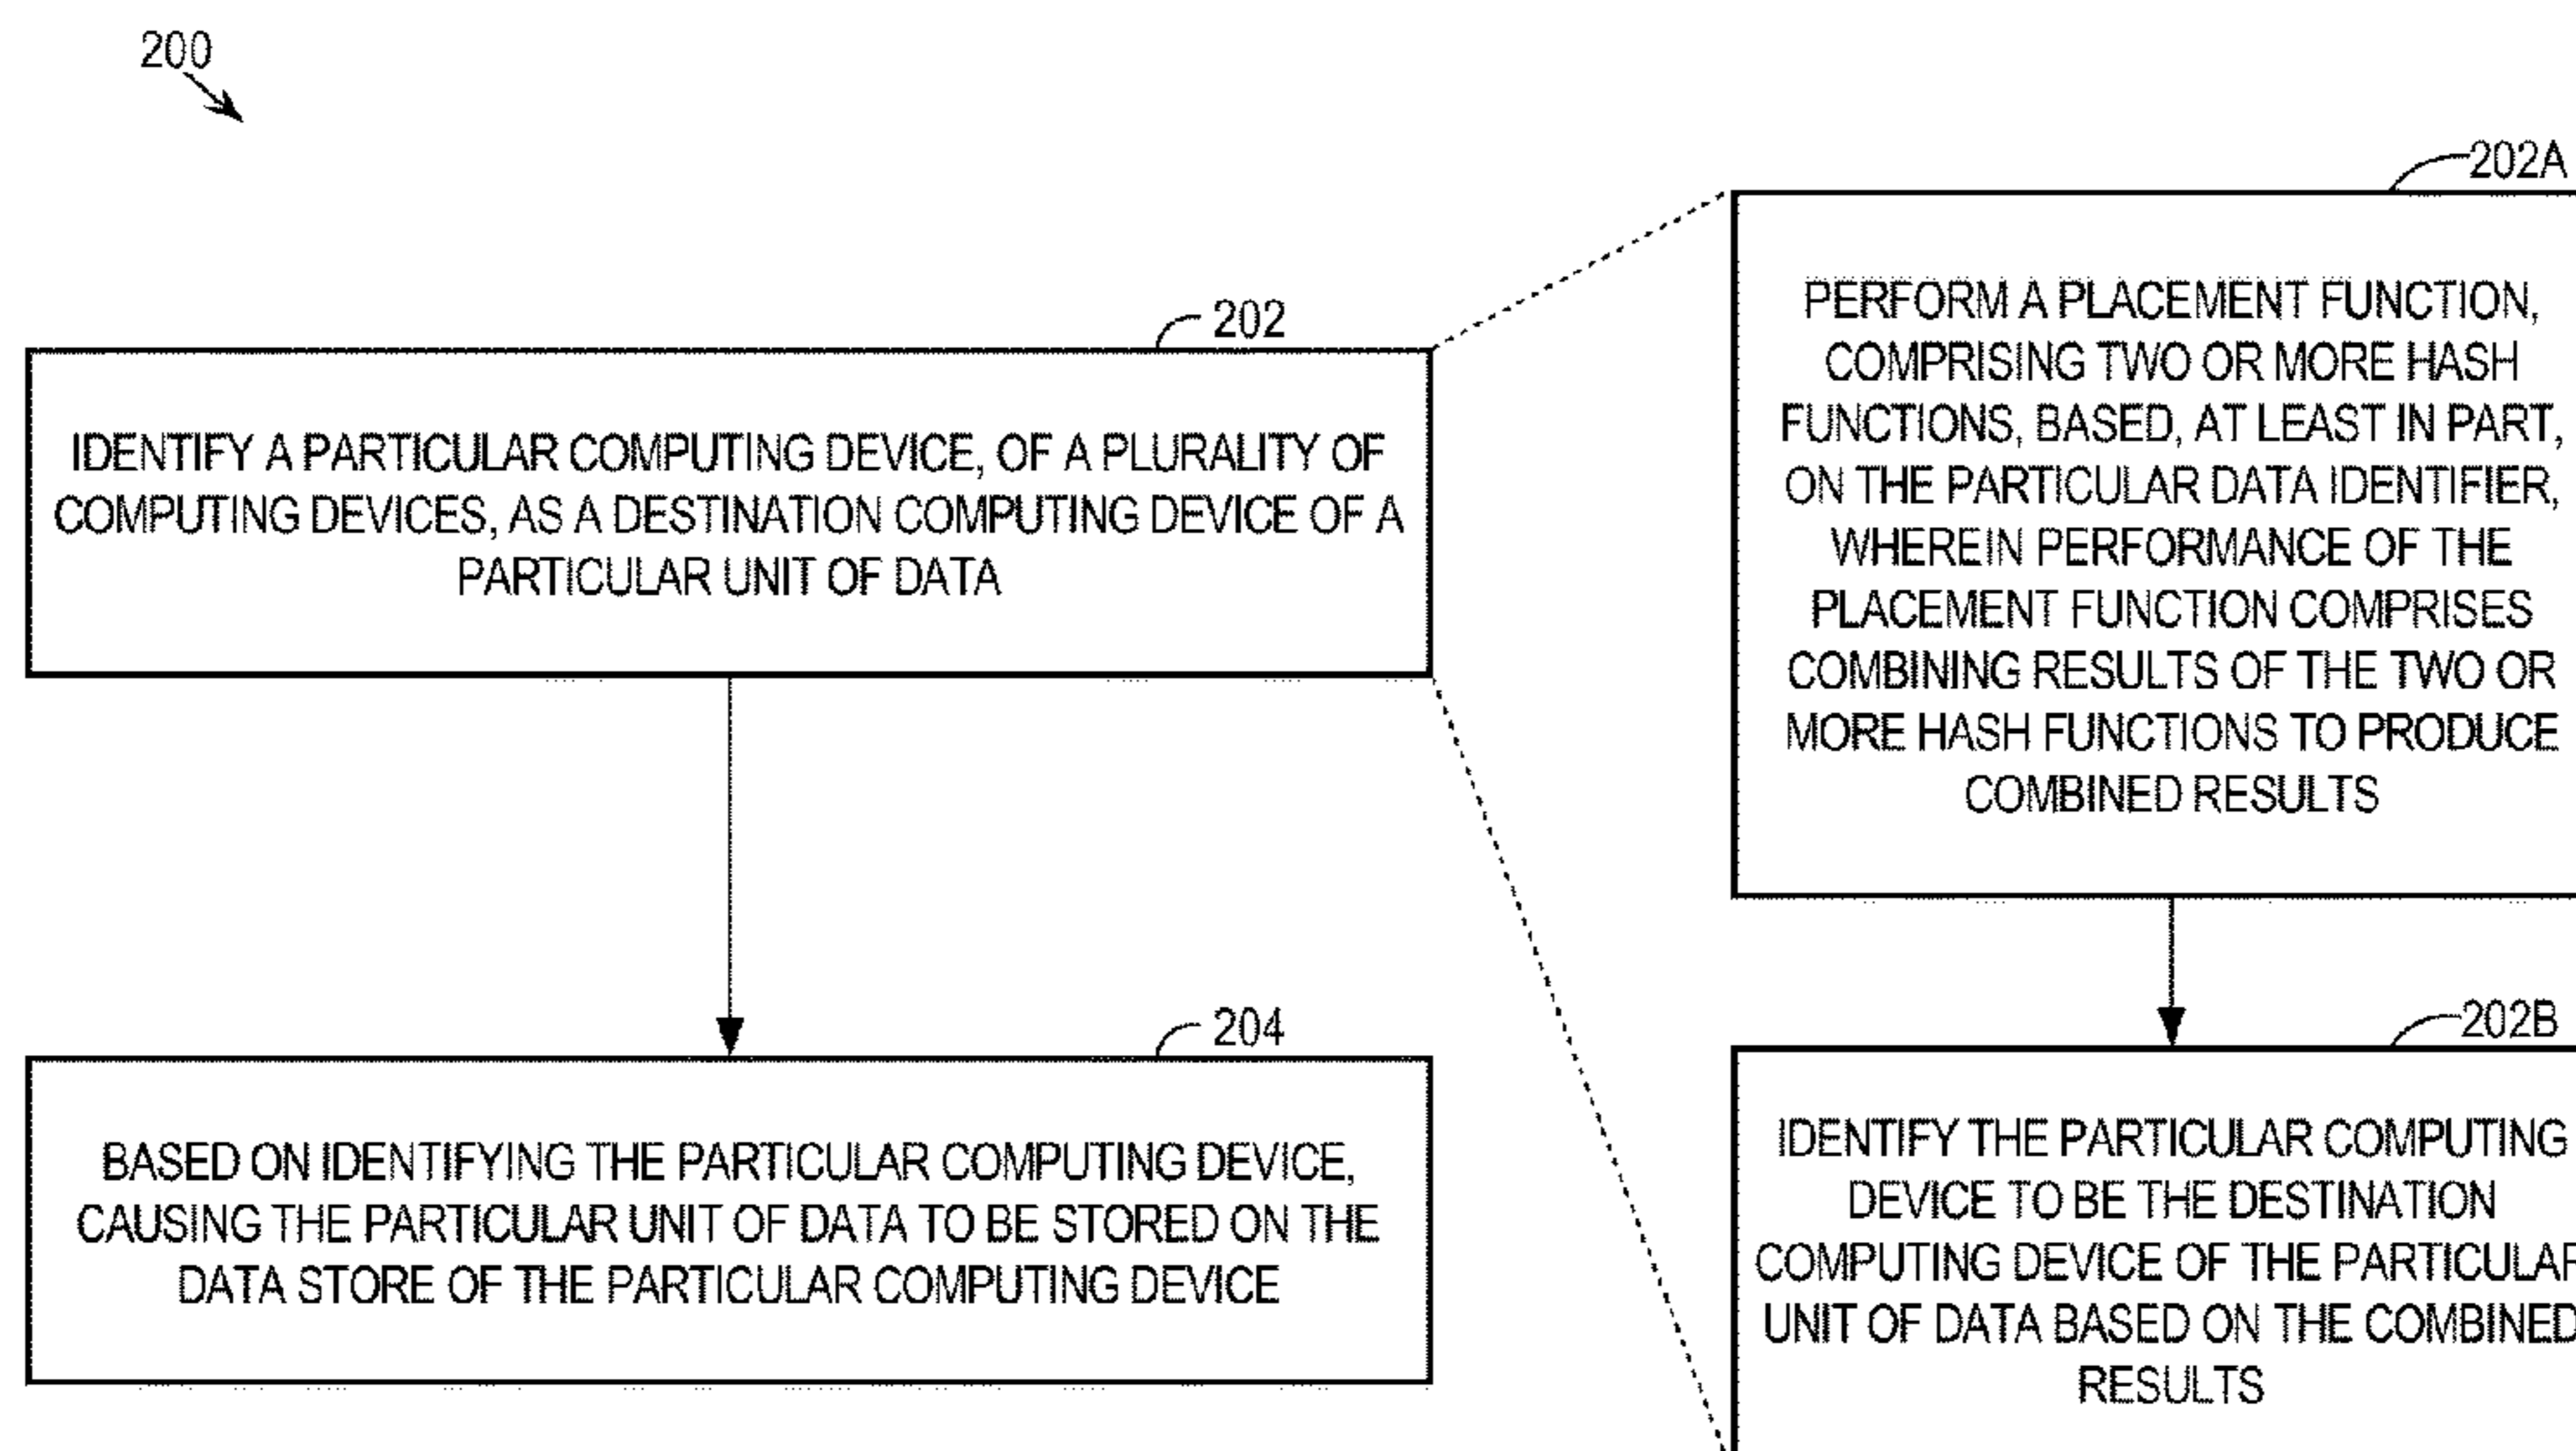 200
202
IDENTIFY A PARTICULAR COMPUTING DEVICE, OF A PLURALITY OF
COMPUTING DEVICES, AS A DESTINATION COMPUTING DEVICE OF A
PARTICULAR UNIT OF DATA
204
BASED ON IDENTIFYING THE PARTICULAR COMPUTING DEVICE,
CAUSING THE PARTICULAR UNIT OF DATA TO BE STORED ON THE
DATA STORE OF THE PARTICULAR COMPUTING DEVICE
202A
PERFORM A PLACEMENT FUNCTION,
COMPRISING TWO OR MORE HASH
FUNCTIONS, BASED, AT LEAST IN PART,
ON THE PARTICULAR DATA IDENTIFIER,
WHEREIN PERFORMANCE OF THE
PLACEMENT FUNCTION COMPRISES
COMBINING RESULTS OF THE TWO OR
MORE HASH FUNCTIONS TO PRODUCE
COMBINED RESULTS
202B
IDENTIFY THE PARTICULAR COMPUTING
DEVICE TO BE THE DESTINATION
COMPUTING DEVICE OF THE PARTICULAR
UNIT OF DATA BASED ON THE COMBINED
RESULTS